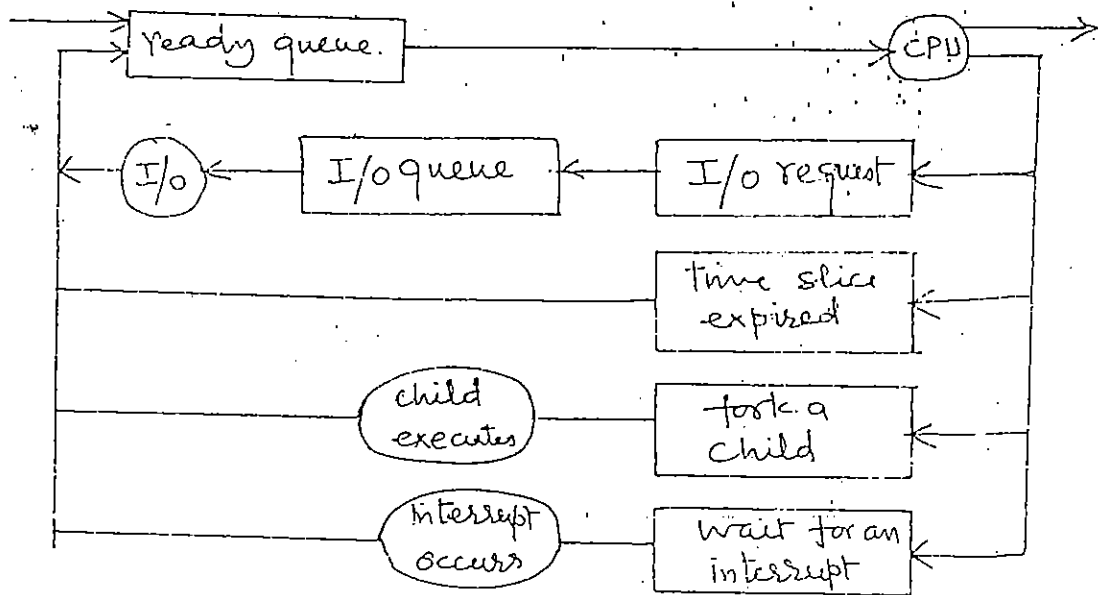 ready queue.
CPU
I/O
I/O queue
I/O request
time slice
expired
child
executes
fork a
child
interrupt
occurs
wait for an
interrupt